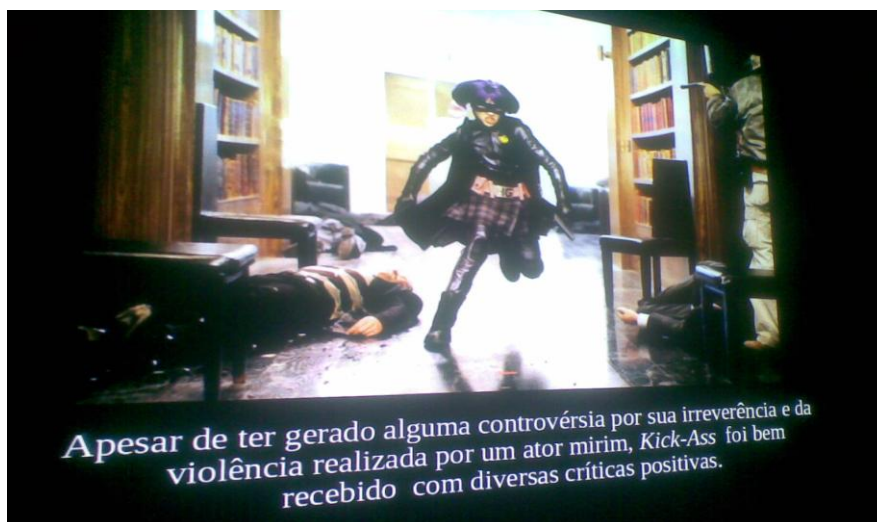 Apesar de ter gerado alguma controvérsia por sua irreverência e da
violência realizada por um ator mirim, Kick-Ass foi bem
recebido com diversas críticas positivas.